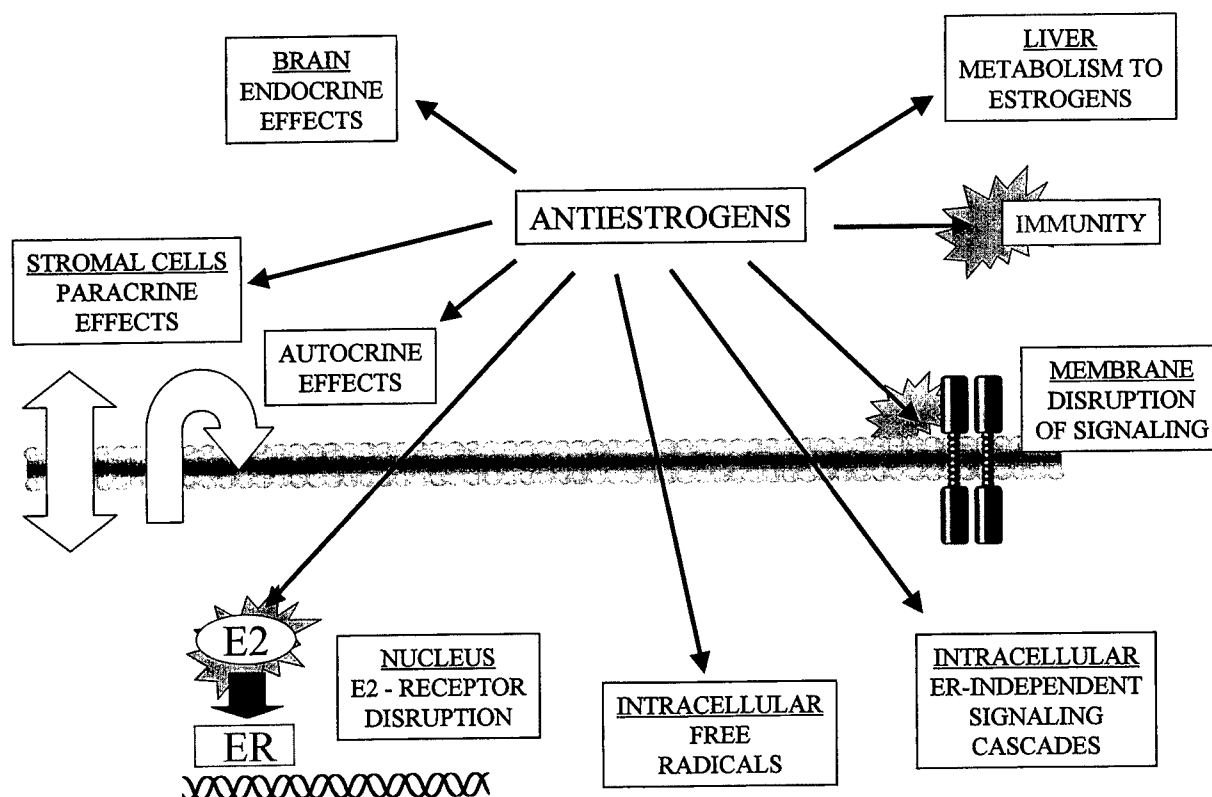 BRAIN
ENDOCRINE
EFFECTS
LIVER
METABOLISM TO
ESTROGENS
ANTIESTROGENS
IMMUNITY
STROMAL CELLS
PARACRINE
EFFECTS
AUTOCRINE
EFFECTS
MEMBRANE
DISRUPTION
OF SIGNALING
E2
ER
NUCLEUS
E2 - RECEPTOR
DISRUPTION
INTRACELLULAR
FREE
RADICALS
INTRACELLULAR
ER-INDEPENDENT
SIGNALING
CASCADES